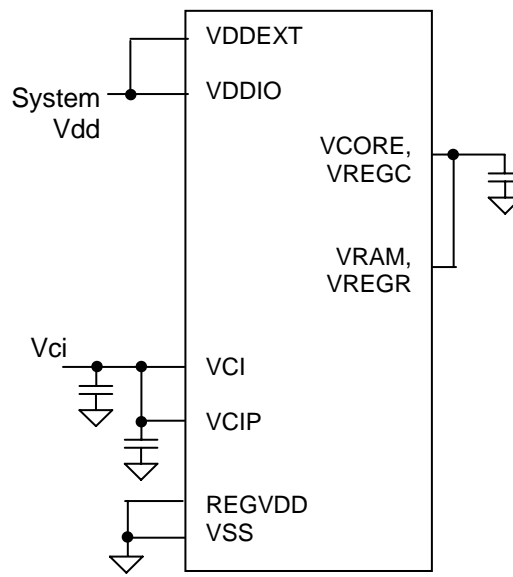 VDDEXT
System
Vdd
VDDIO
VCORE,
VREGC
VRAM,
VREGR
Vci
VCI
VCIP
REGVDD
VSS